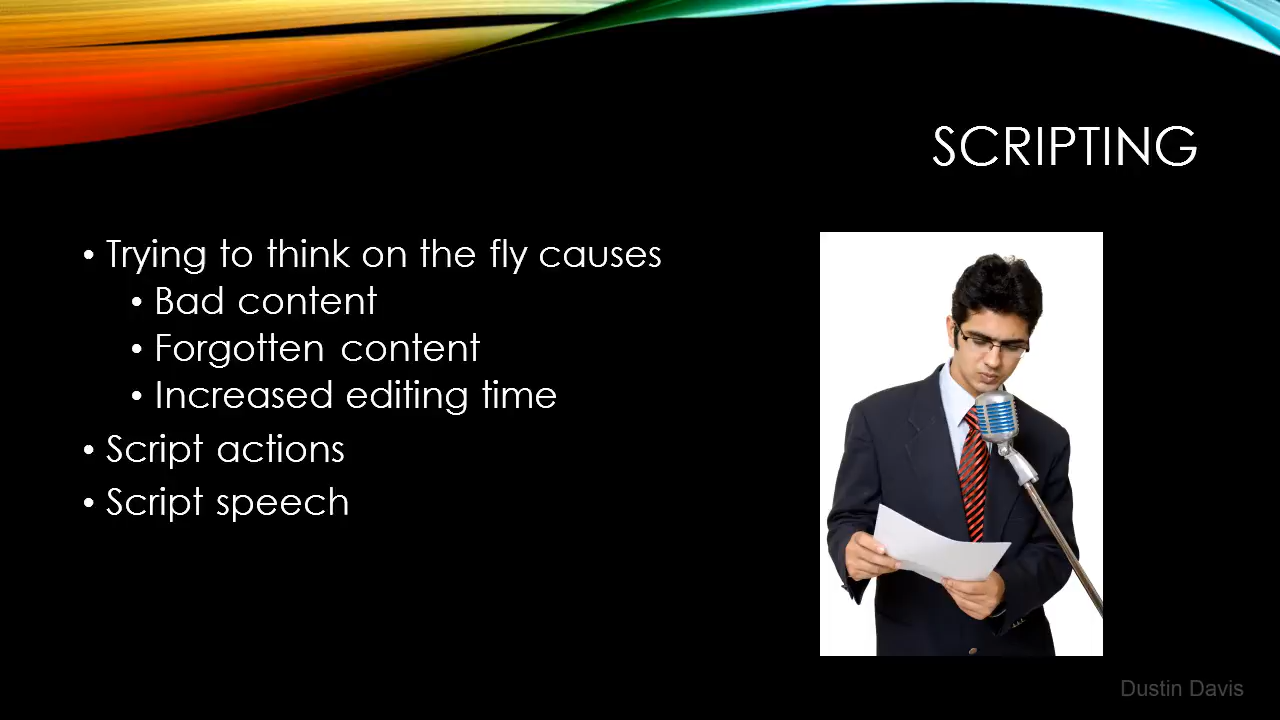 SCRIPTING
• Trying to think on the fly causes
• Bad content
• Forgotten content
• Increased editing time
• Script actions
• Script speech
Dustin Davis